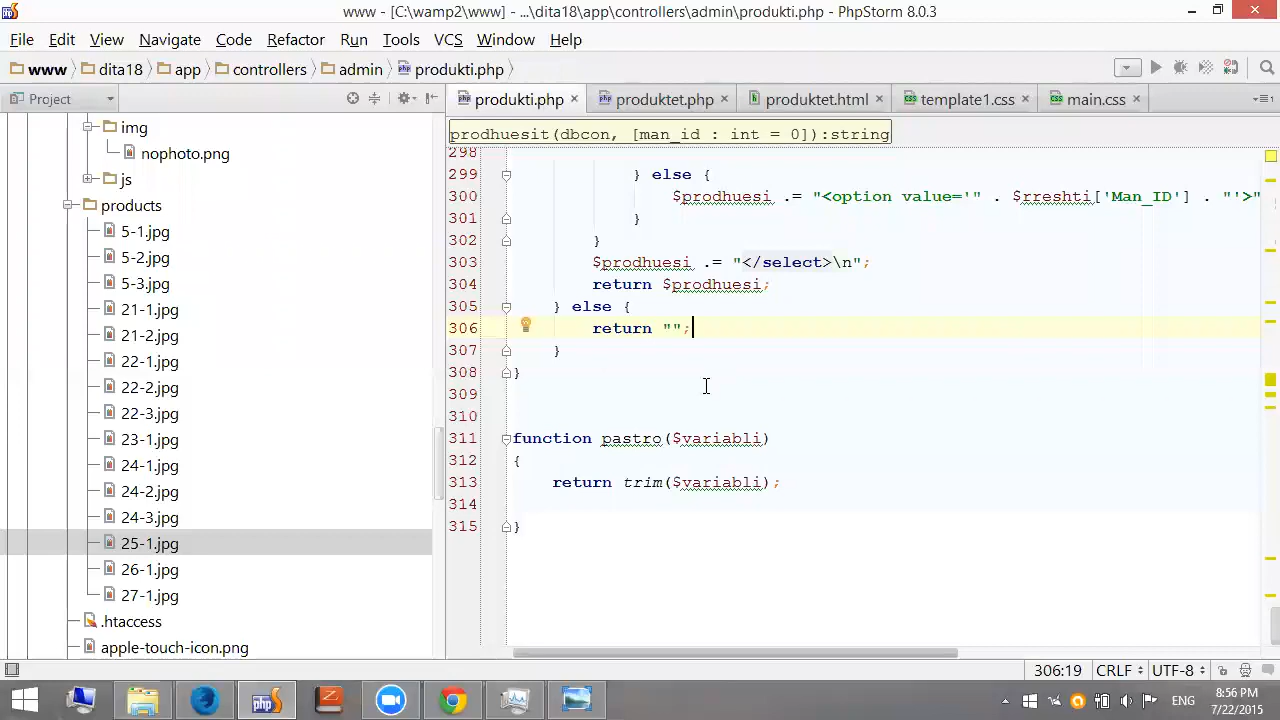 www - [C:\wamp2\www] - ...\dita18\app\controllers\admin\produkti.php - PhpStorm 8.0.3
File Edit View Navigate Code Refactor Run Tools VCS Window Help
www dita18 app controllers admin produkti.php
Project produkti.php produktet.php produktet.html template1.css main.css
prodhuesit(dbcon, [man_id : int = 0]):string
img
nophoto.png
js
products
5-1.jpg
5-2.jpg
5-3.jpg
21-1.jpg
21-2.jpg
22-1.jpg
22-2.jpg
22-3.jpg
23-1.jpg
24-1.jpg
24-2.jpg
24-3.jpg
25-1.jpg
26-1.jpg
27-1.jpg
.htaccess
apple-touch-icon.png
298
299 } else {
300 $prodhuesi .= "<option value='" . $rreshti['Man_ID'] . "'>"
301 }
302 }
303 $prodhuesi .= "</select>\n";
304 return $prodhuesi;
305 } else {
306 return "";
307 }
308 }
309
310
311 function pastro($variabli)
312 {
313 return trim($variabli);
314
315 }
306:19 CRLF UTF-8
php
ENG
8:56 PM
7/22/2015